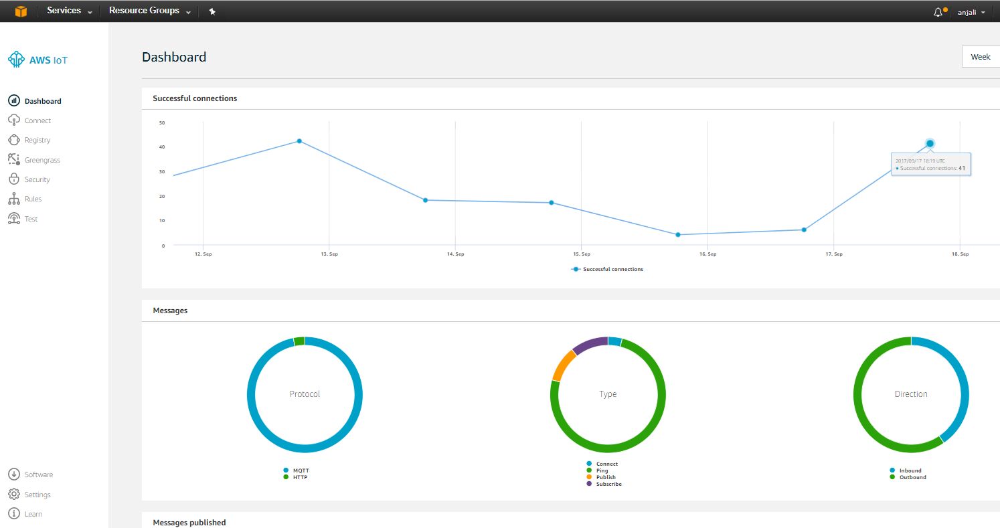 Services
Resource Groups
anjali
AWS IoT
Dashboard
Connect
Registry
Greengrass
Security
Rules
Test
Software
Settings
Learn
Dashboard
Week
Successful connections
50
40
30
20
10
0
2017/09/17 18:19 UTC
Successful connections: 41
12. Sep
13. Sep
14. Sep
15. Sep
16. Sep
17. Sep
18. Sep
Successful connections
Messages
Protocol
MQTT
HTTP
Type
Connect
Ping
Publish
Subscribe
Direction
Inbound
Outbound
Messages published